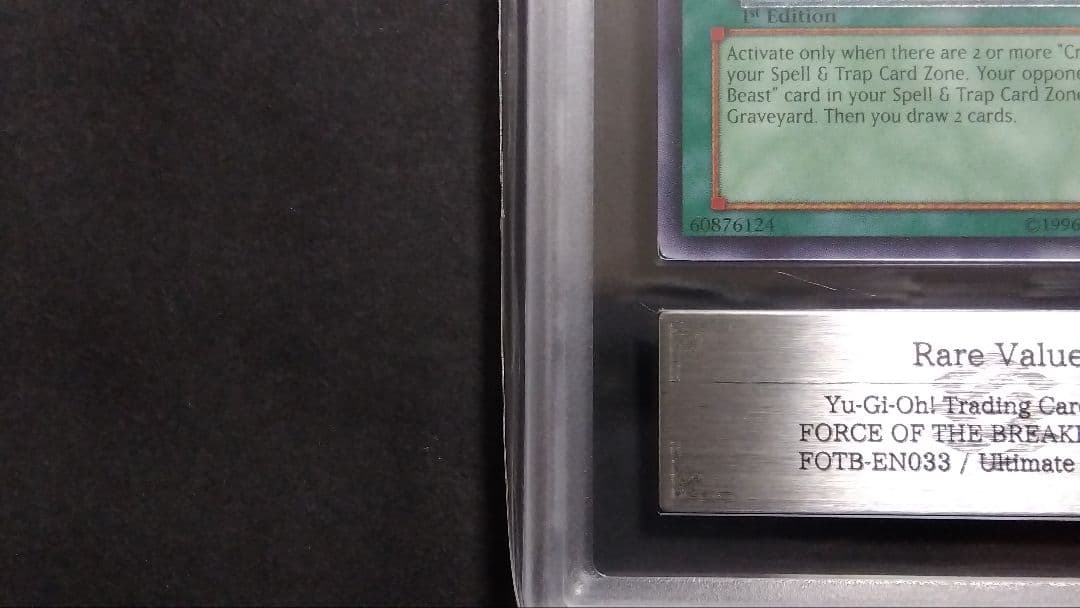 1st Edition
Activate only when there are 2 or more "Cr
your Spell & Trap Card Zone. Your oppone
Beast" card in your Spell & Trap Card Zone
Graveyard. Then you draw 2 cards.
60876124 ©1996
Rare Value
Yu-Gi-Oh! Trading Car
FORCE OF THE BREAK
FOTB-EN033 / Ultimate